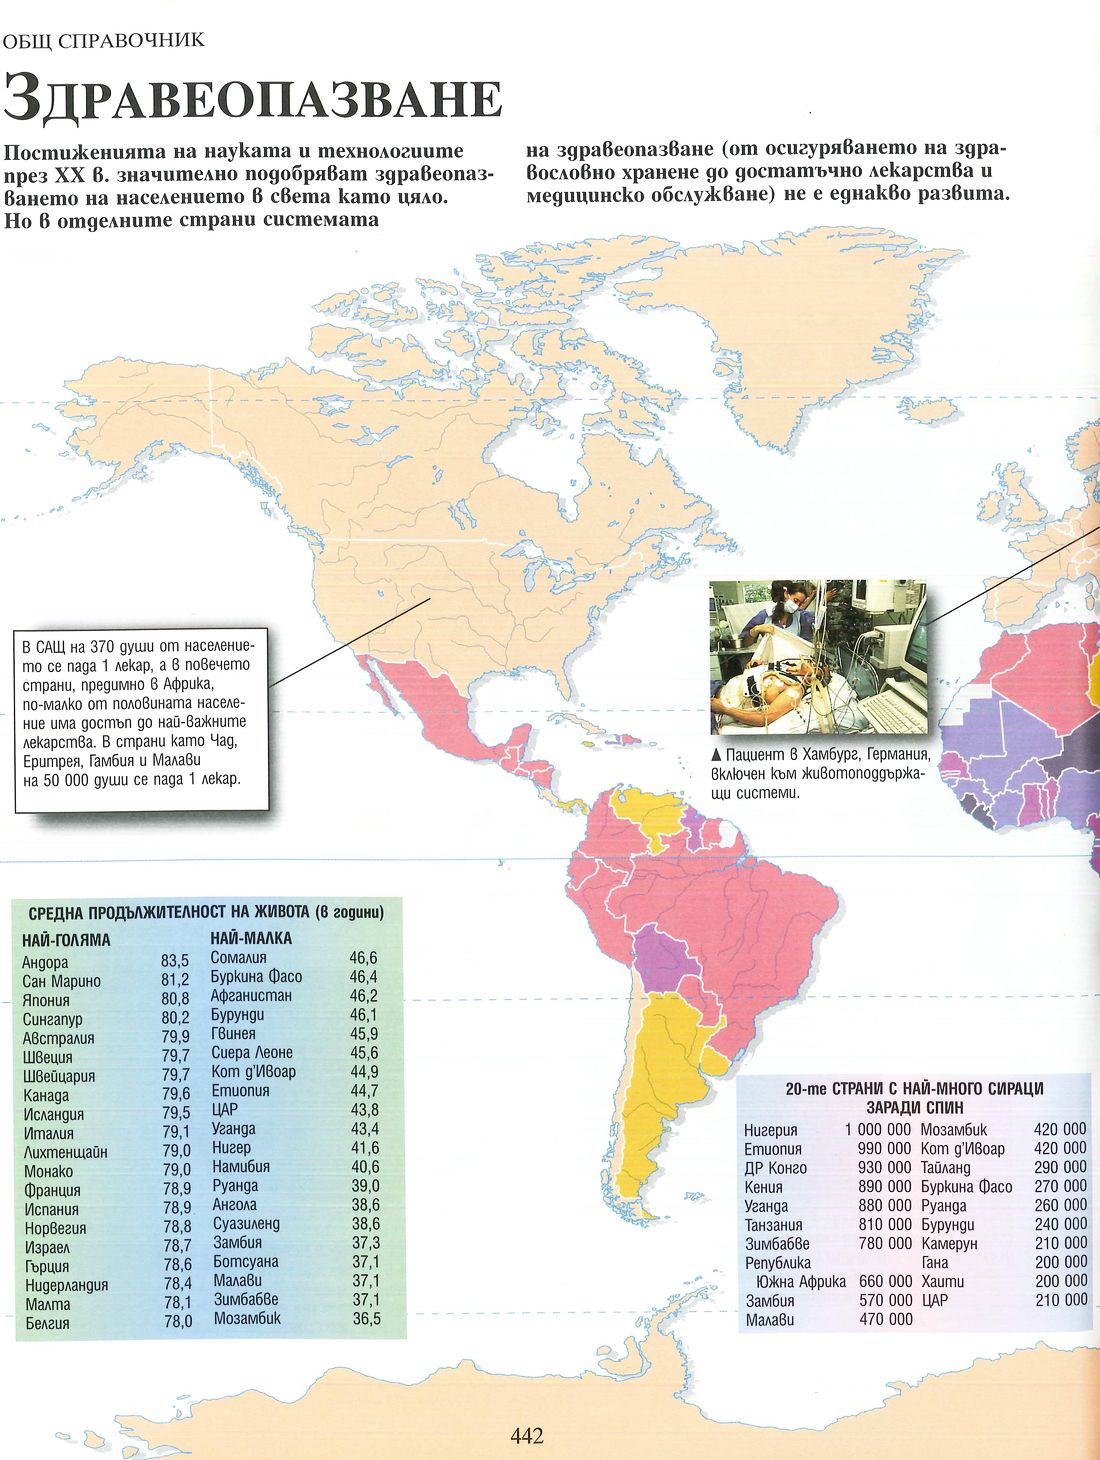 ОБЩ СПРАВОЧНИК
ЗДРАВЕОПАЗВАНЕ
Постиженията на науката и технологиите
през XX в. значително подобряват здравеопаз-
ването на населението в света като цяло.
Но в отделните страни системата
на здравеопазване (от осигуряването на здра-
вословно хранене до достатъчно лекарства и
медицинско обслужване) не е еднакво развита.
В САЩ на 370 души от население-
то се пада 1 лекар, а в повечето
страни, предимно в Африка,
по-малко от половината населе-
ние има достъп до най-важните
лекарства. В страни като Чад,
Еритрея, Гамбия и Малави
на 50 000 души се пада 1 лекар.
▲ Пациент в Хамбург, Германия,
включен към животоподдържа-
щи системи.
СРЕДНА ПРОДЪЛЖИТЕЛНОСТ НА ЖИВОТА (в години)
НАЙ-ГОЛЯМА НАЙ-МАЛКА
Андора 83,5 Сомалия 46,6
Сан Марино 81,2 Буркина Фасо 46,4
Япония 80,8 Афганистан 46,2
Сингапур 80,2 Бурунди 46,1
Австралия 79,9 Гвинея 45,9
Швеция 79,7 Сиера Леоне 45,6
Швейцария 79,7 Кот д'Ивоар 44,9
Канада 79,6 Етиопия 44,7
Исландия 79,5 ЦАР 43,8
Италия 79,1 Уганда 43,4
Лихтенщайн 79,0 Нигер 41,6
Монако 79,0 Намибия 40,6
Франция 78,9 Руанда 39,0
Испания 78,9 Ангола 38,6
Норвегия 78,8 Суазиленд 38,6
Израел 78,7 Замбия 37,3
Гърция 78,6 Ботсуана 37,1
Нидерландия 78,4 Малави 37,1
Малта 78,1 Зимбабве 37,1
Белгия 78,0 Мозамбик 36,5
20-те СТРАНИ С НАЙ-МНОГО СИРАЦИ
ЗАРАДИ СПИН
Нигерия 1 000 000 Мозамбик 420 000
Етиопия 990 000 Кот д'Ивоар 420 000
ДР Конго 930 000 Тайланд 290 000
Кения 890 000 Буркина Фасо 270 000
Уганда 880 000 Руанда 260 000
Танзания 810 000 Бурунди 240 000
Зимбабве 780 000 Камерун 210 000
Република Гана 200 000
Южна Африка 660 000 Хаити 200 000
Замбия 570 000 ЦАР 210 000
Малави 470 000
442